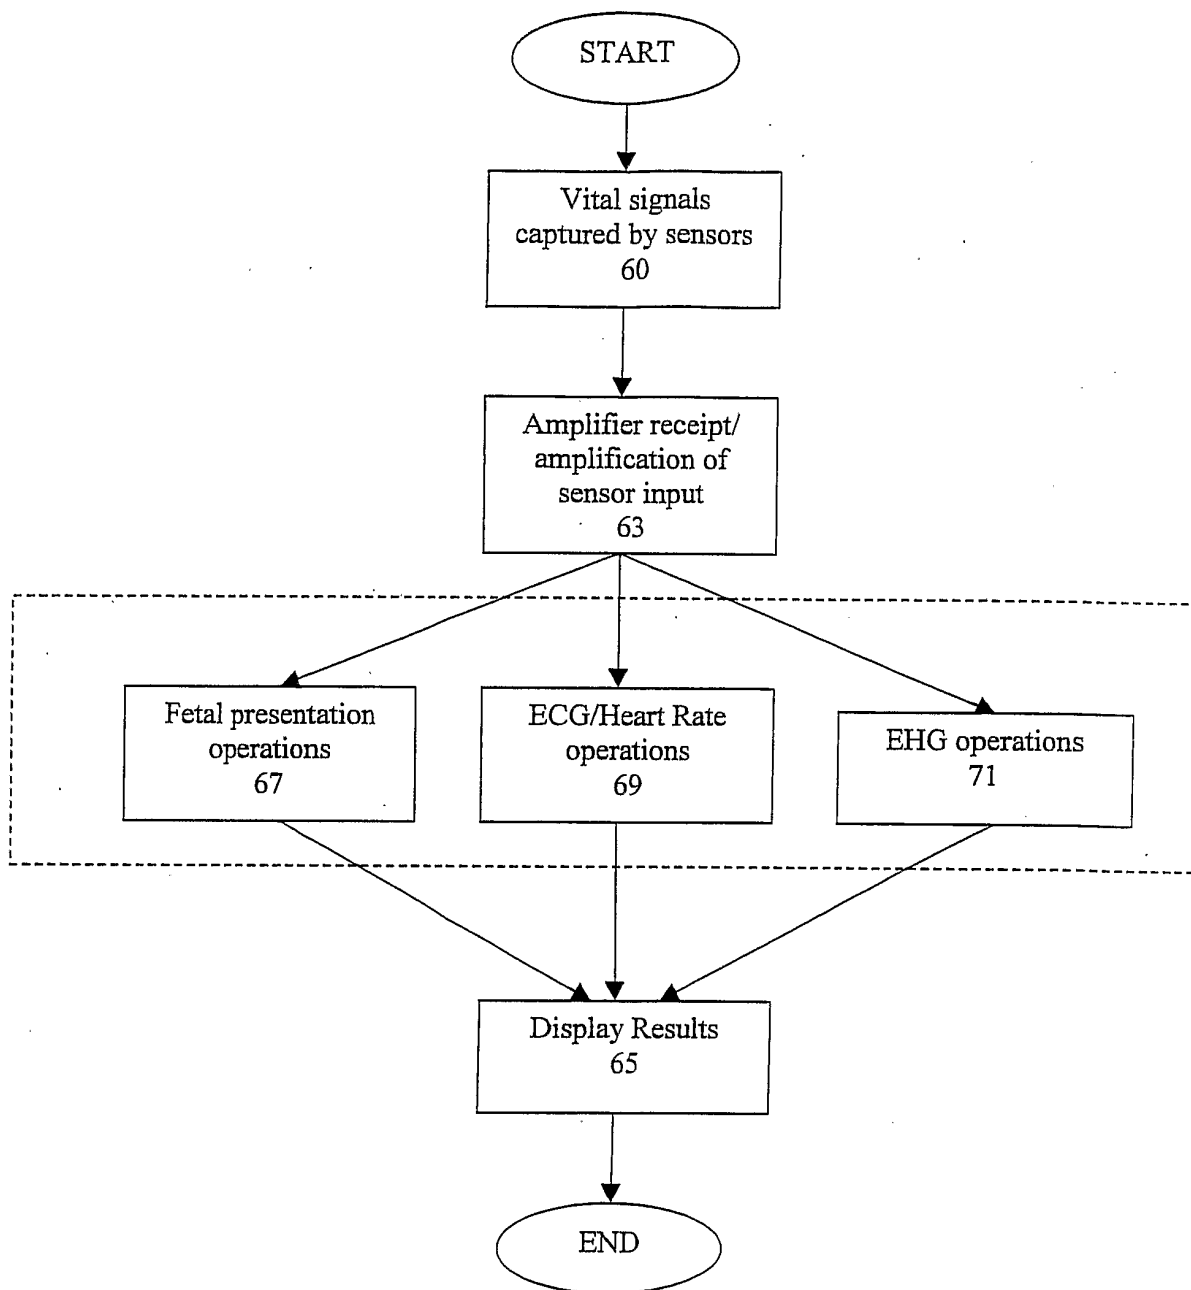 START
Vital signals
captured by sensors
60
Amplifier receipt/
amplification of
sensor input
63
Fetal presentation
operations
67
ECG/Heart Rate
operations
69
EHG operations
71
Display Results
65
END